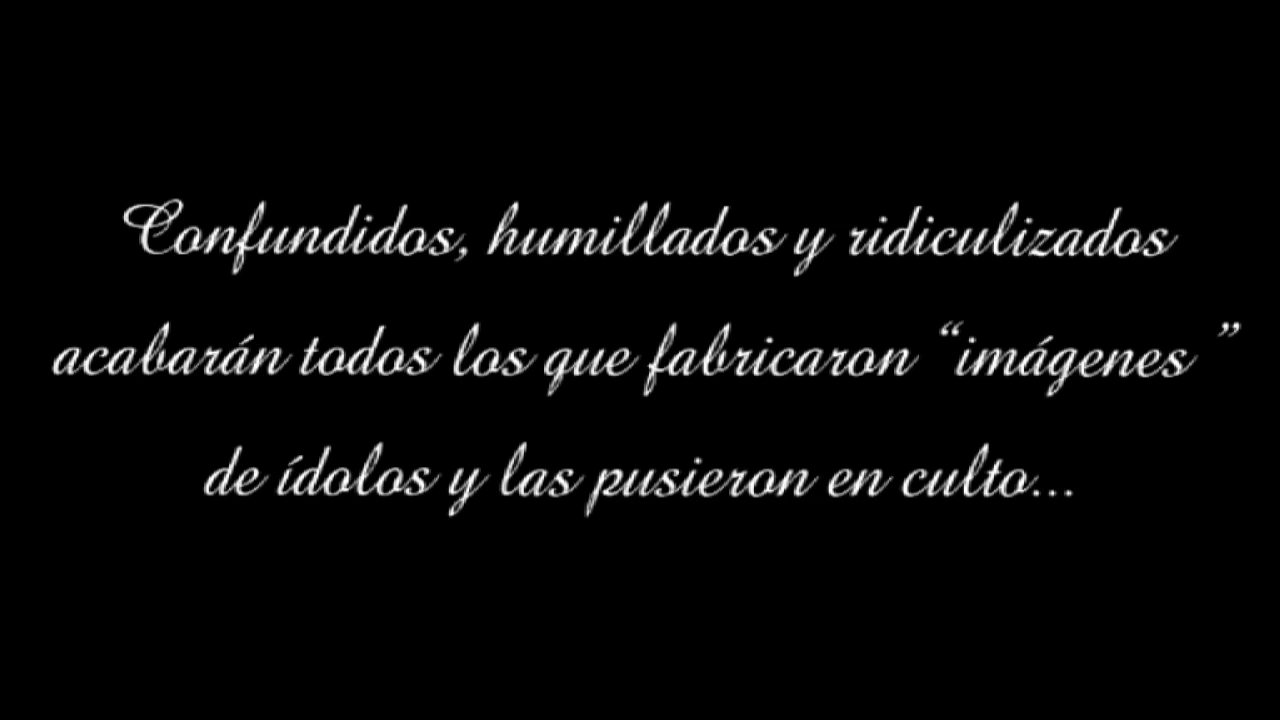 Confundidos, humillados y ridiculizados
acabarán todos los que fabricaron “imágenes ”
de ídolos y las pusieron en culto...